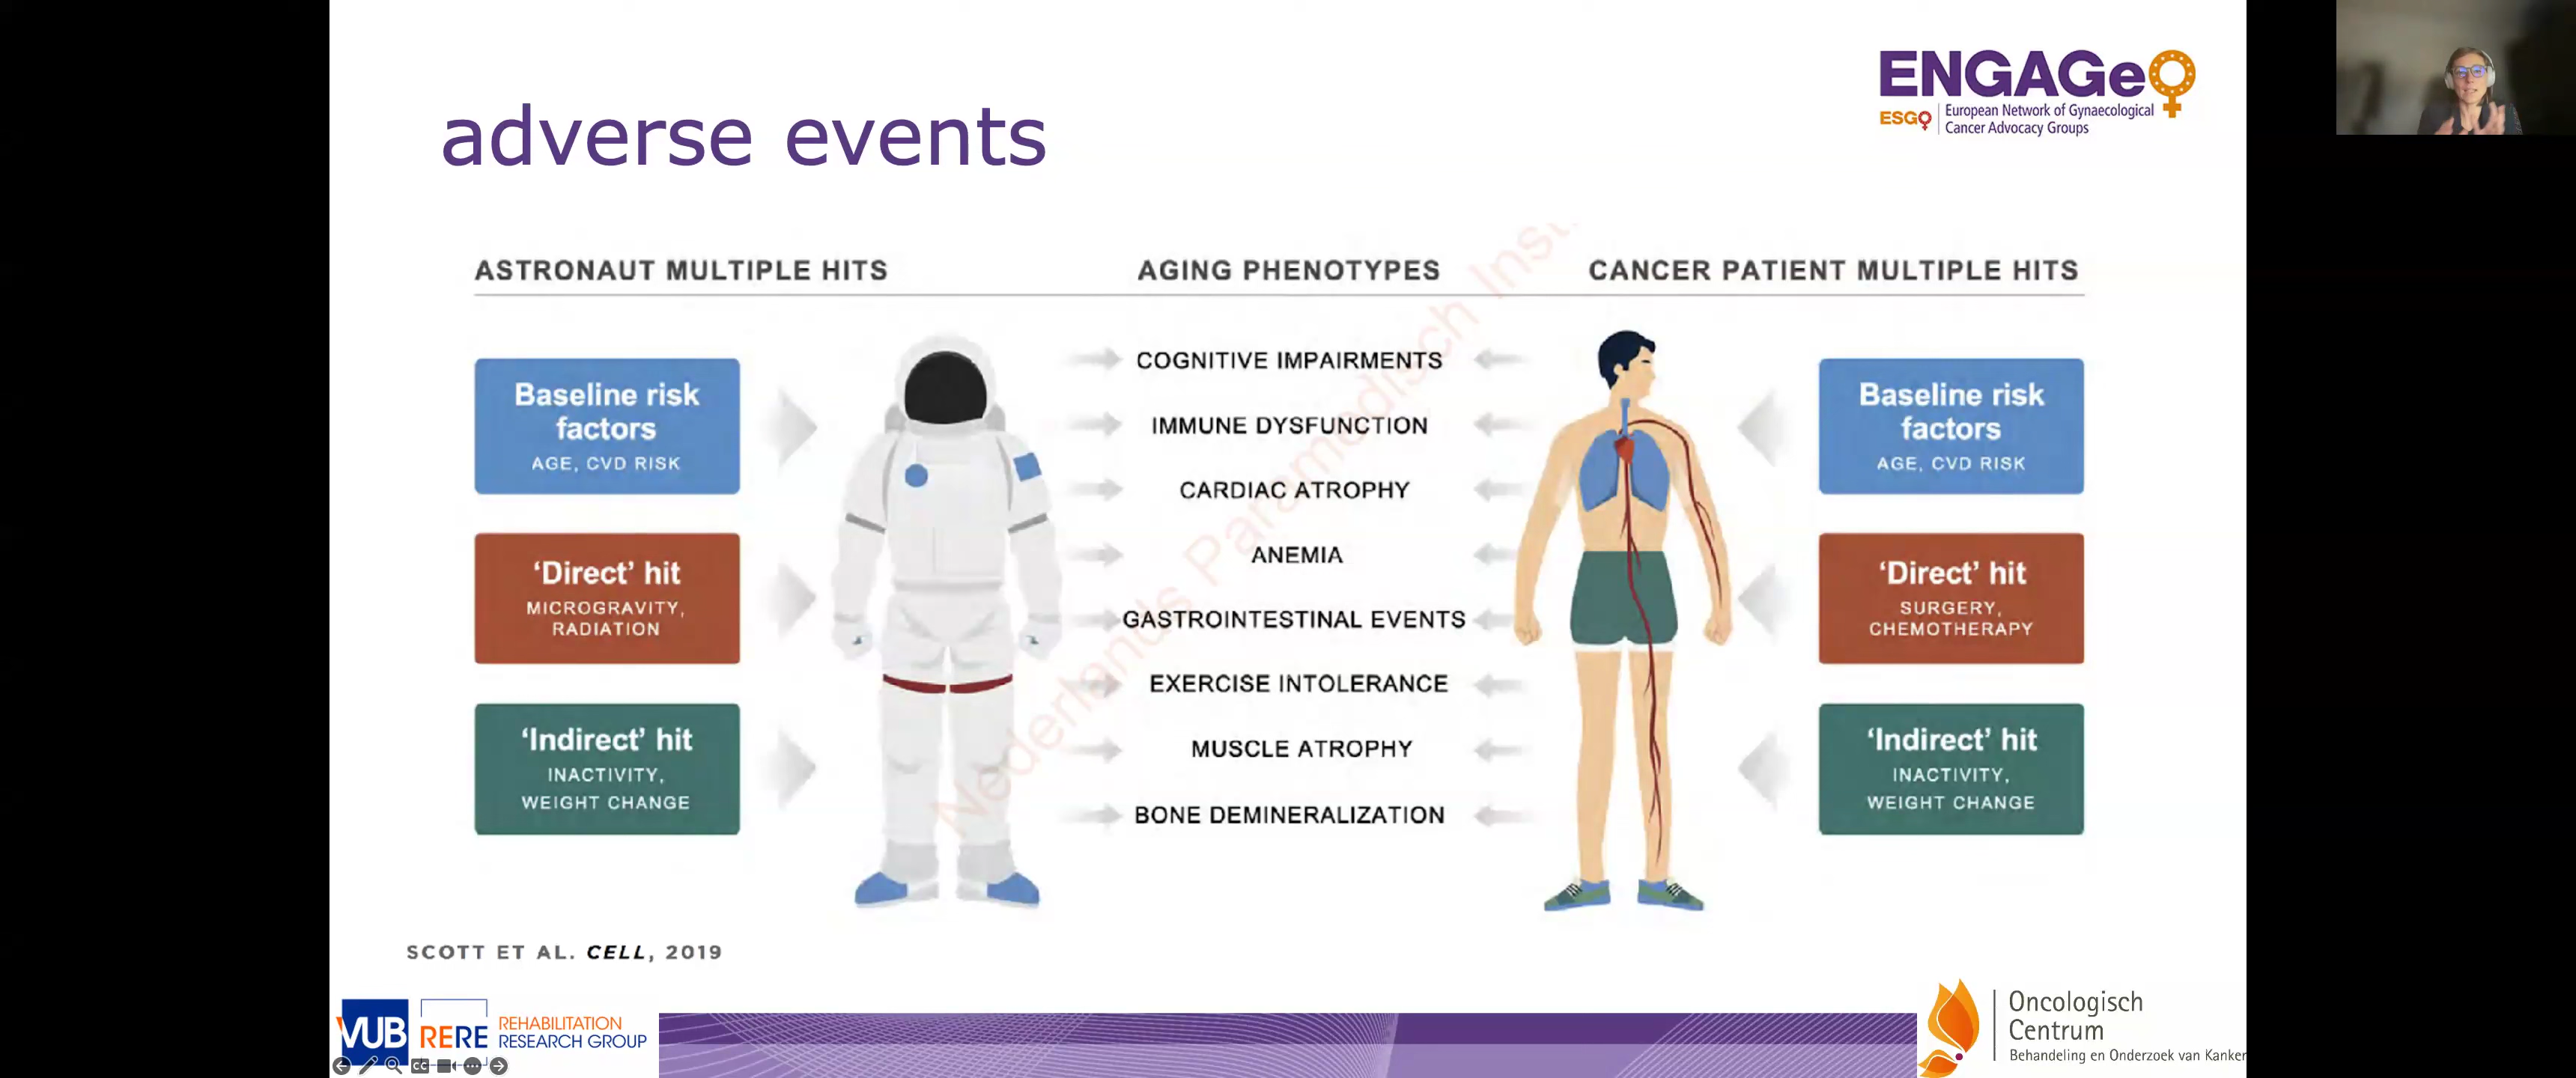 ENGAGe
ESGO
European Network of Gynaecological
Cancer Advocacy Groups
adverse events
ASTRONAUT MULTIPLE HITS
AGING PHENOTYPES
CANCER PATIENT MULTIPLE HITS
Baseline risk
factors
AGE, CVD RISK
‘Direct’ hit
MICROGRAVITY,
RADIATION
‘Indirect’ hit
INACTIVITY,
WEIGHT CHANGE
COGNITIVE IMPAIRMENTS
IMMUNE DYSFUNCTION
CARDIAC ATROPHY
ANEMIA
GASTROINTESTINAL EVENTS
EXERCISE INTOLERANCE
MUSCLE ATROPHY
BONE DEMINERALIZATION
Baseline risk
factors
AGE, CVD RISK
‘Direct’ hit
SURGERY,
CHEMOTHERAPY
‘Indirect’ hit
INACTIVITY,
WEIGHT CHANGE
Nederlands Paramedisch Inst
SCOTT ET AL. CELL, 2019
VUB
RERE
REHABILITATION
RESEARCH GROUP
CC
Oncologisch
Centrum
Behandeling en Onderzoek van Kanker